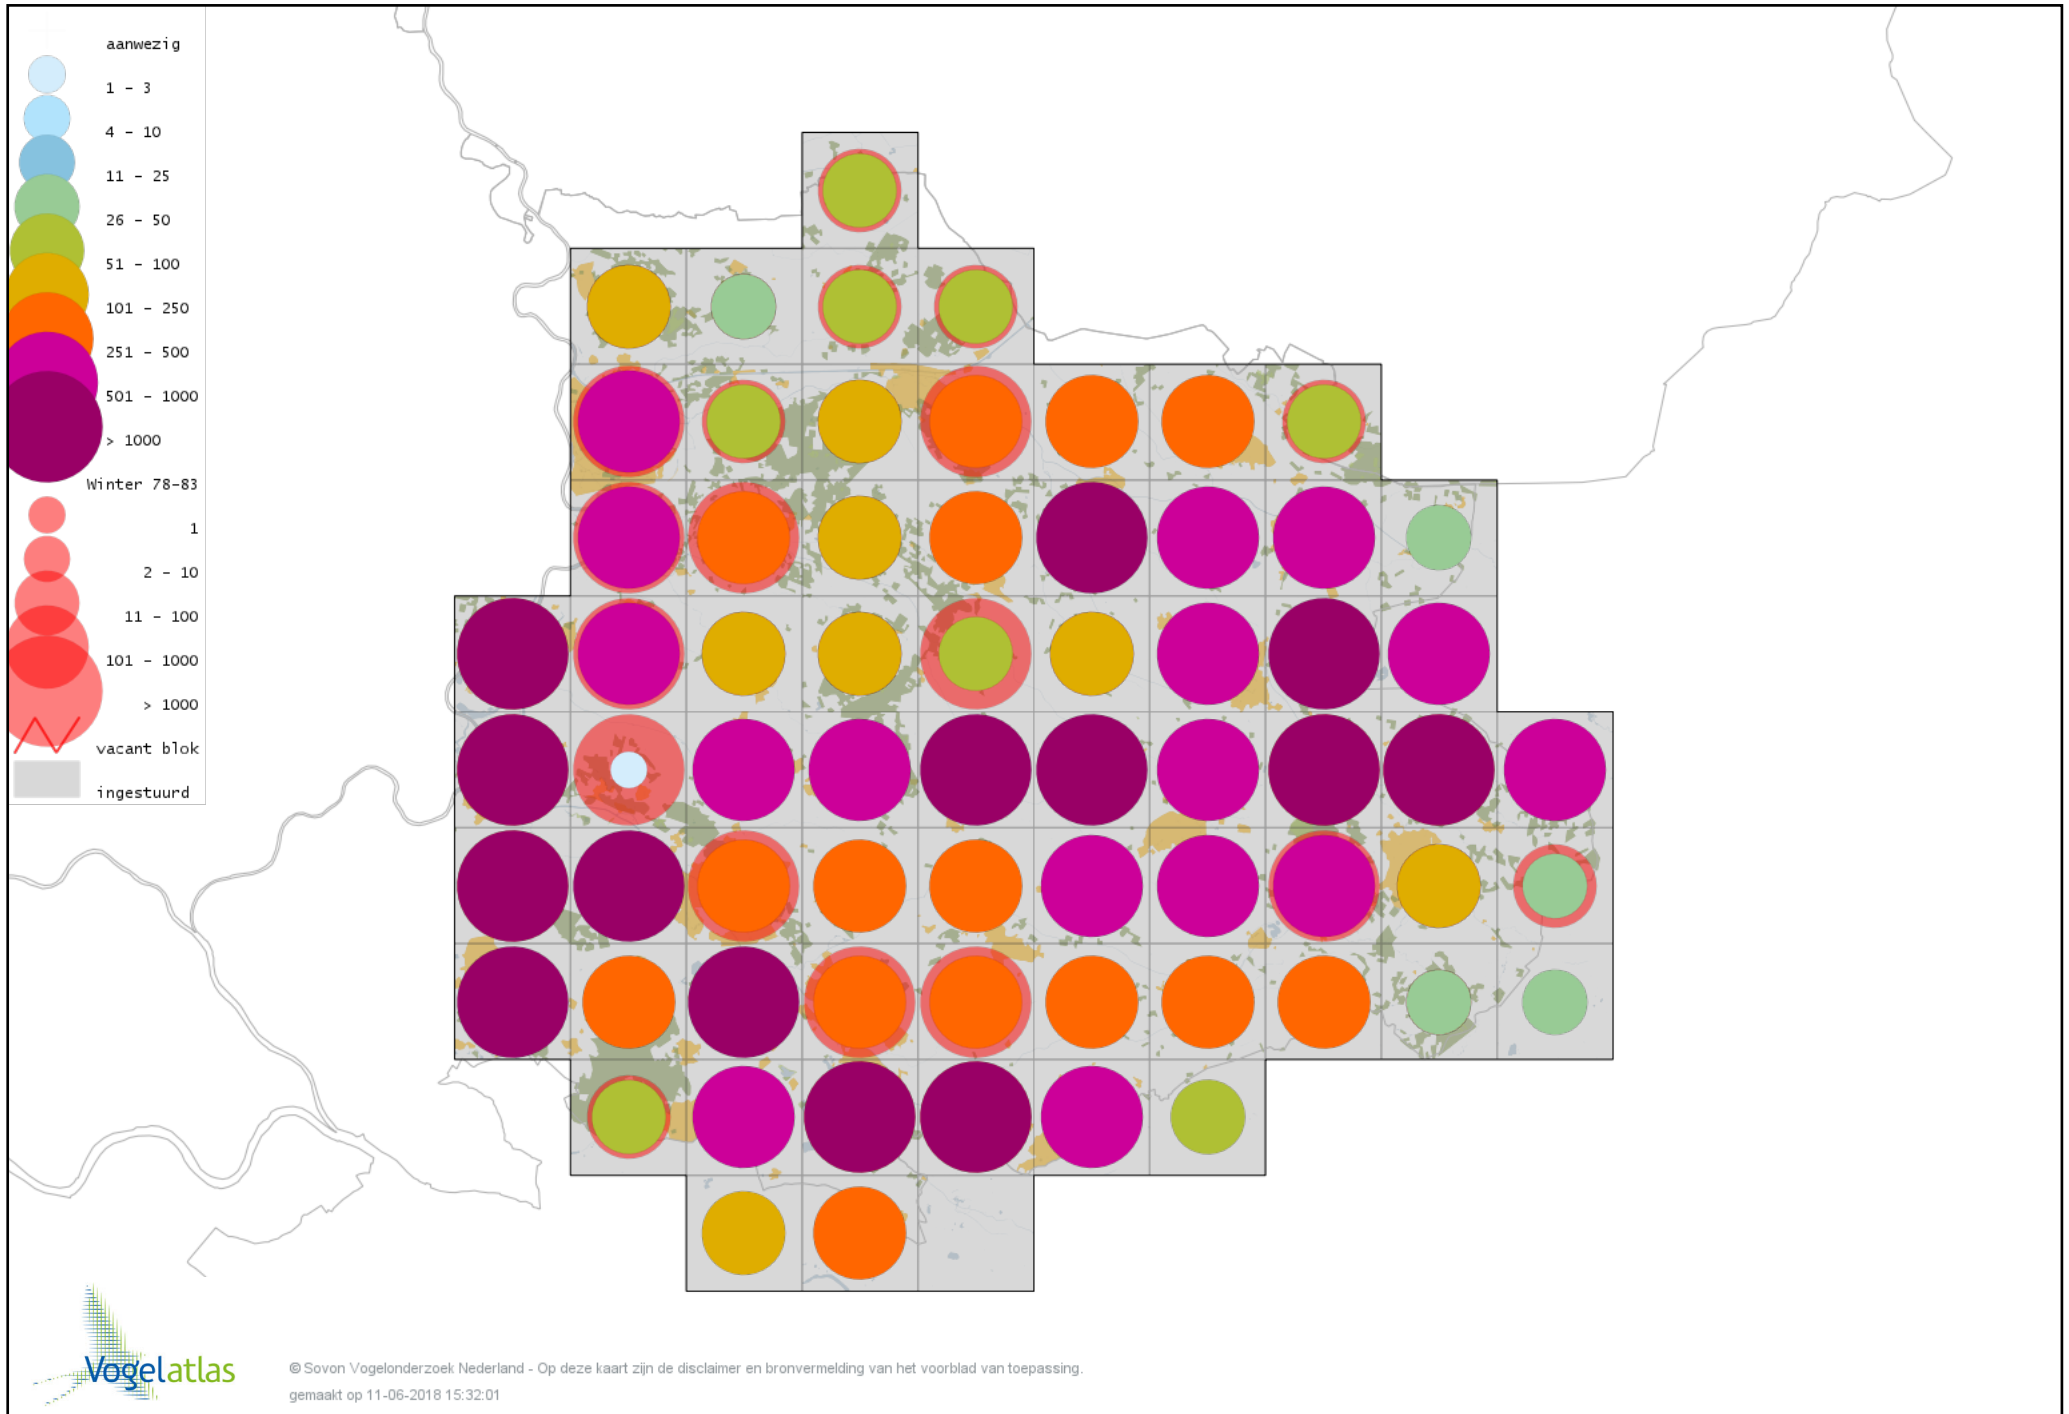 aanwezig
1 - 3
4 - 10
11 - 25
26 - 50
51 - 100
101 - 250
251 - 500
501 - 1000
> 1000
Winter 78-83
1
2 - 10
11 - 100
101 - 1000
> 1000
vacant blok
ingestuurd
Vogelatlas
© Sovon Vogelonderzoek Nederland - Op deze kaart zijn de disclaimer en bronvermelding van het voorblad van toepassing.
gemaakt op 11-06-2018 15:32:01